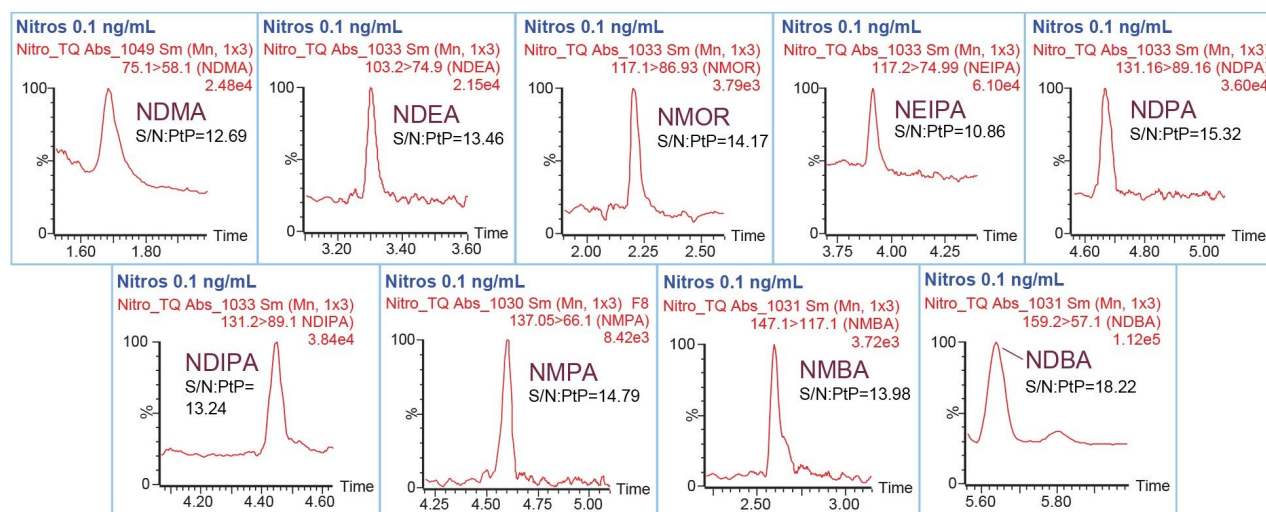 Nitros 0.1 ng/mL
Nitro_TQ Abs_1049 Sm (Mn, 1x3)
75.1>58.1 (NDMA)
2.48e4
100
NDMA
S/N:PtP=12.69
%
0
Time
1.60 1.80
Nitros 0.1 ng/mL
Nitro_TQ Abs_1033 Sm (Mn, 1x3)
103.2>74.9 (NDEA)
2.15e4
100
NDEA
S/N:PtP=13.46
%
0
Time
3.20 3.40 3.60
Nitros 0.1 ng/mL
Nitro_TQ Abs_1033 Sm (Mn, 1x3)
117.1>86.93 (NMOR)
3.79e3
100
NMOR
S/N:PtP=14.17
%
0
Time
2.00 2.25 2.50
Nitros 0.1 ng/mL
Nitro_TQ Abs_1033 Sm (Mn, 1x3)
117.2>74.99 (NEIPA)
6.10e4
100
NEIPA
S/N:PtP=10.86
%
0
Time
3.75 4.00 4.25
Nitros 0.1 ng/mL
Nitro_TQ Abs_1033 Sm (Mn, 1x3)
131.16>89.16 (NDPA)
3.60e4
100
NDPA
S/N:PtP=15.32
%
0
Time
4.60 4.80 5.00
Nitros 0.1 ng/mL
Nitro_TQ Abs_1033 Sm (Mn, 1x3)
131.2>89.1 NDIPA)
3.84e4
100
NDIPA
S/N:PtP=
13.24
%
0
Time
4.20 4.40 4.60
Nitros 0.1 ng/mL
Nitro_TQ Abs_1030 Sm (Mn, 1x3) F8
137.05>66.1 (NMPA)
8.42e3
100
NMPA
S/N:PtP=14.79
%
0
Time
4.25 4.50 4.75 5.00
Nitros 0.1 ng/mL
Nitro_TQ Abs_1031 Sm (Mn, 1x3)
147.1>117.1 (NMBA)
3.72e3
100
NMBA
S/N:PtP=13.98
%
0
Time
2.50 3.00
Nitros 0.1 ng/mL
Nitro_TQ Abs_1031 Sm (Mn, 1x3)
159.2>57.1 (NDBA)
1.12e5
100
NDBA
S/N:PtP=18.22
%
0
Time
5.60 5.80